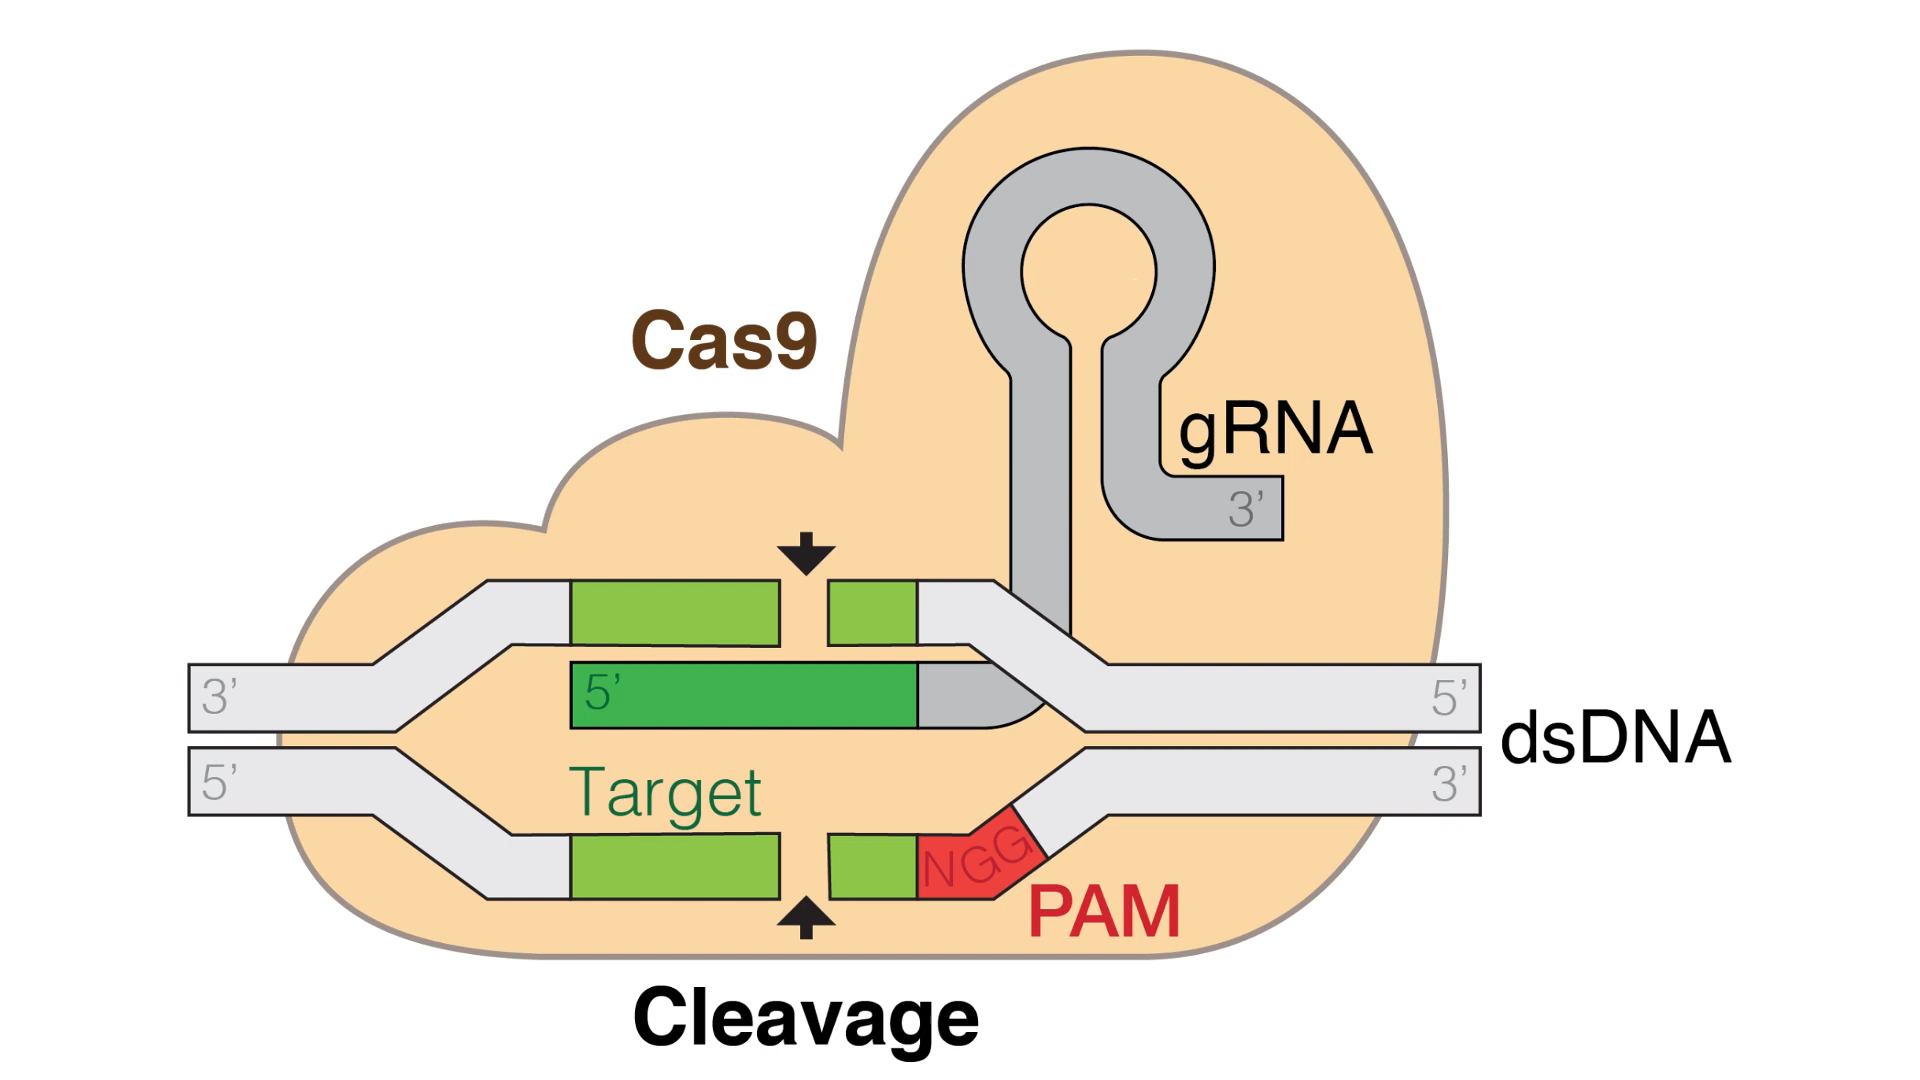 Cas9
gRNA
3’
3’
5’
5’
dsDNA
5’
3’
Target
NGG
PAM
Cleavage